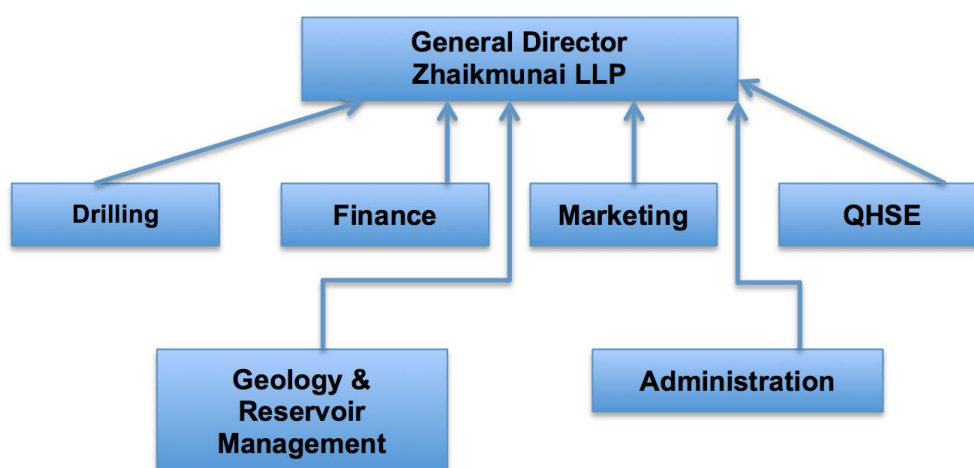 General Director
Zhaikmunai LLP
Drilling
Finance
Marketing
QHSE
Geology &
Reservoir
Management
Administration